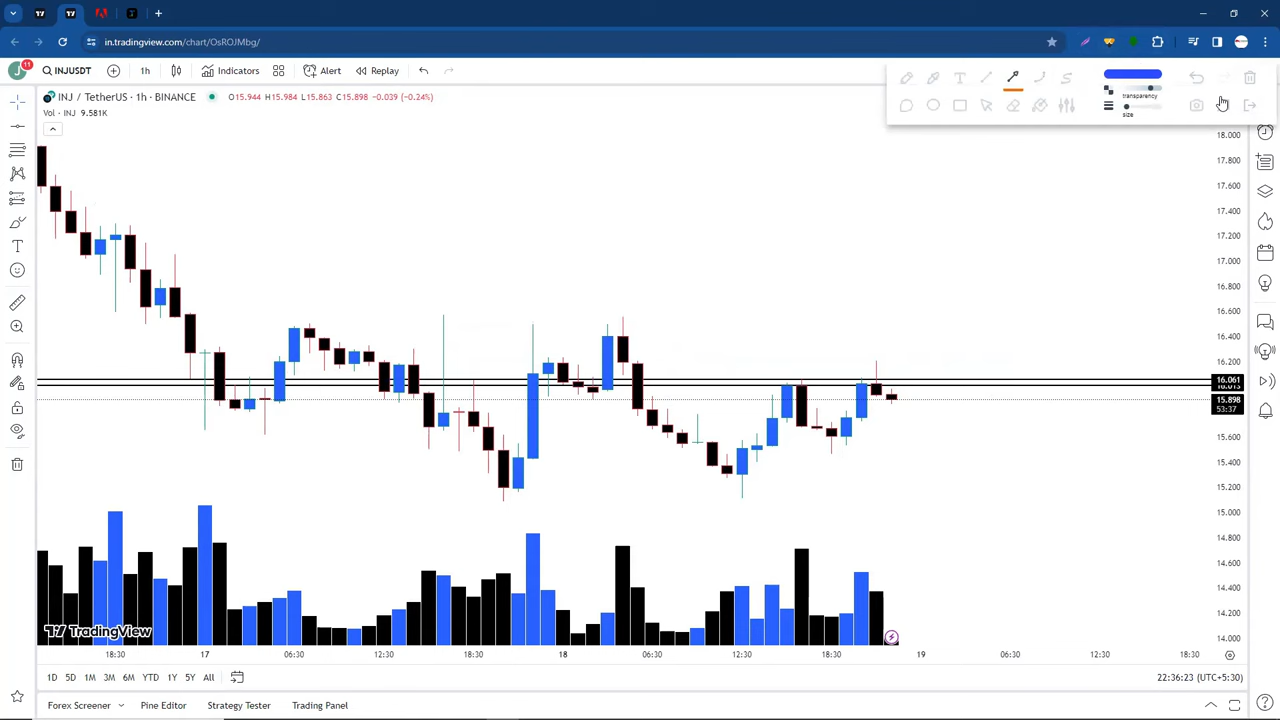 in.tradingview.com/chart/OsROJMbg/
J 11 INJUSDT 1h Indicators Alert Replay
INJ / TetherUS · 1h · BINANCE O15.944 H15.984 L15.863 C15.898 -0.039 (-0.24%)
Vol · INJ 9.581K
transparency
size
18.000
17.800
17.600
17.400
17.200
17.000
16.800
16.600
16.400
16.200
16.061
15.898
53:37
15.600
15.400
15.200
15.000
14.800
14.600
14.400
14.200
14.000
TradingView
18:30 17 06:30 12:30 18:30 18 06:30 12:30 18:30 19 06:30 12:30 18:30
1D 5D 1M 3M 6M YTD 1Y 5Y All 22:36:23 (UTC+5:30)
Forex Screener Pine Editor Strategy Tester Trading Panel